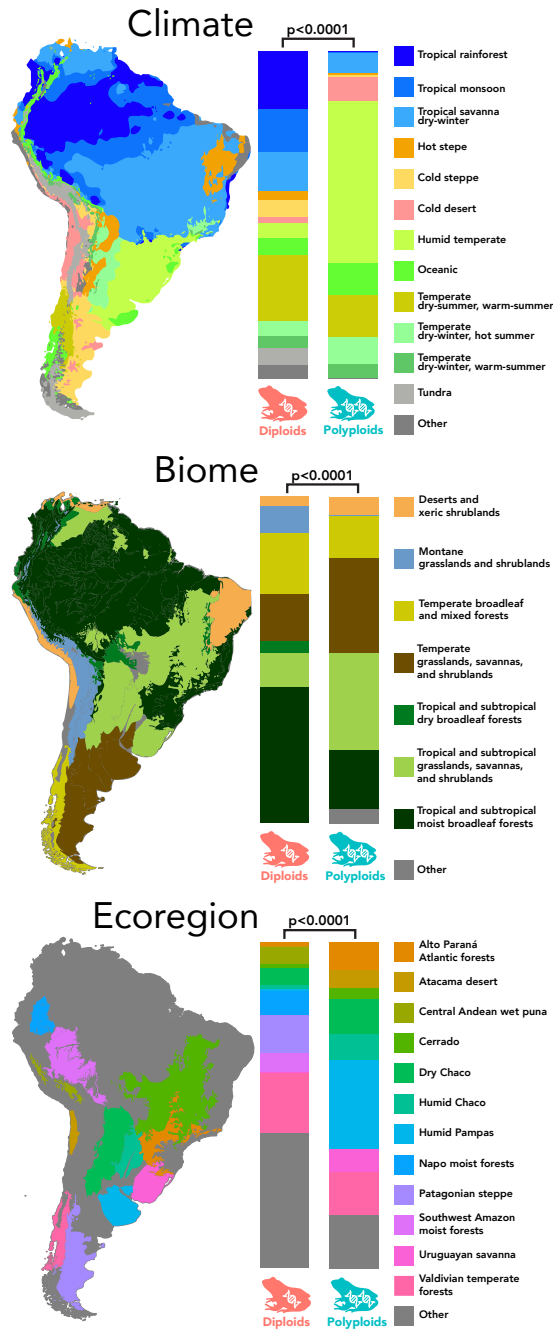 Climate
p<0.0001
Tropical rainforest
Tropical monsoon
Tropical savanna
dry-winter
Hot stepe
Cold steppe
Cold desert
Humid temperate
Oceanic
Temperate
dry-summer, warm-summer
Temperate
dry-winter, hot summer
Temperate
dry-winter, warm-summer
Tundra
Other
Diploids
Polyploids
Biome
p<0.0001
Deserts and
xeric shrublands
Montane
grasslands and shrublands
Temperate broadleaf
and mixed forests
Temperate
grasslands, savannas,
and shrublands
Tropical and subtropical
dry broadleaf forests
Tropical and subtropical
grasslands, savannas,
and shrublands
Tropical and subtropical
moist broadleaf forests
Other
Diploids
Polyploids
Ecoregion
p<0.0001
Alto Paraná
Atlantic forests
Atacama desert
Central Andean wet puna
Cerrado
Dry Chaco
Humid Chaco
Humid Pampas
Napo moist forests
Patagonian steppe
Southwest Amazon
moist forests
Uruguayan savanna
Valdivian temperate
forests
Other
Diploids
Polyploids